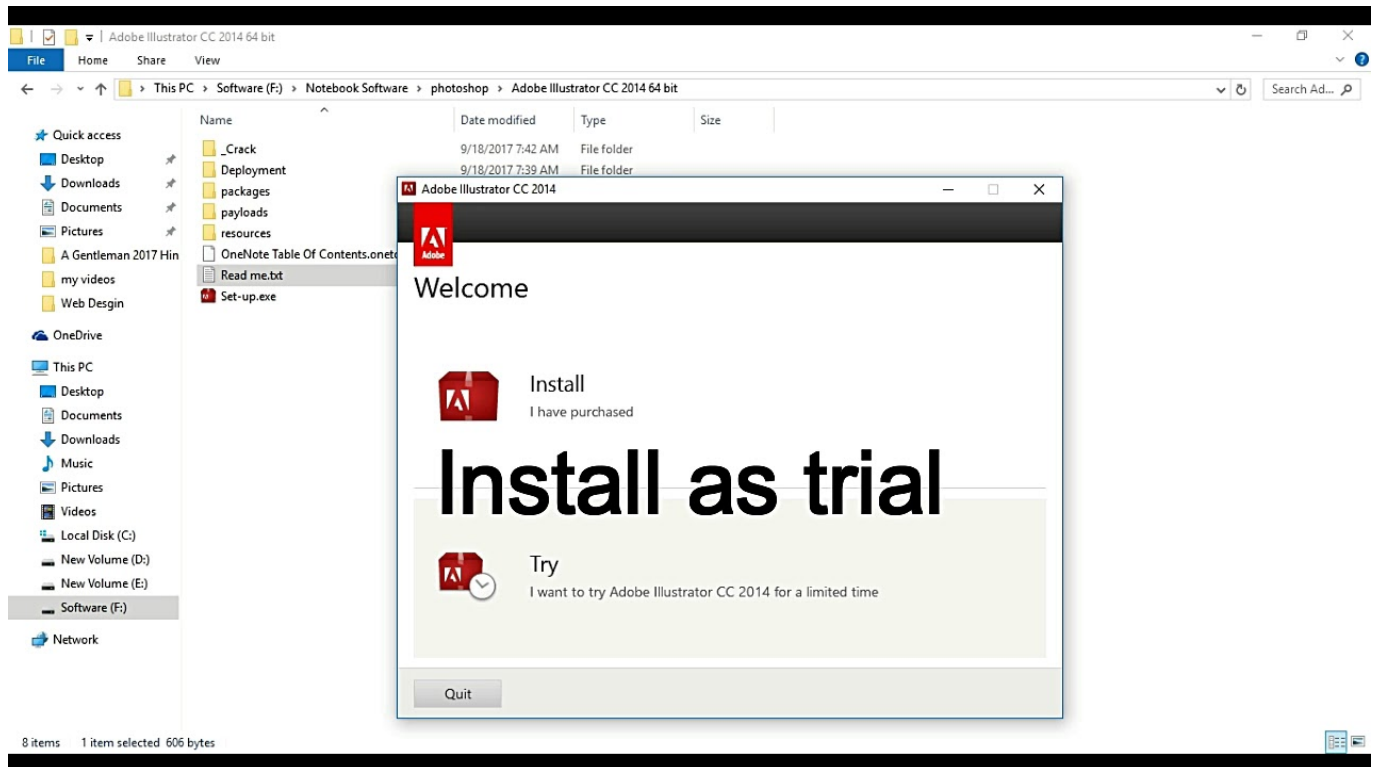 Adobe Illustrator CC 2014 64 bit
File Home Share View
This PC > Software (F:) > Notebook Software > photoshop > Adobe Illustrator CC 2014 64 bit
Search Ad...
Name Date modified Type Size
Quick access
Desktop
Downloads
Documents
Pictures
A Gentleman 2017 Hin
my videos
Web Desgin
OneDrive
This PC
Desktop
Documents
Downloads
Music
Pictures
Videos
Local Disk (C:)
New Volume (D:)
New Volume (E:)
Software (F:)
Network
_Crack 9/18/2017 7:42 AM File folder
Deployment 9/18/2017 7:39 AM File folder
packages
payloads
resources
OneNote Table Of Contents.oneto
Read me.txt
Set-up.exe
Adobe Illustrator CC 2014
Adobe
Welcome
Install
I have purchased
Install as trial
Try
I want to try Adobe Illustrator CC 2014 for a limited time
Quit
8 items 1 item selected 606 bytes